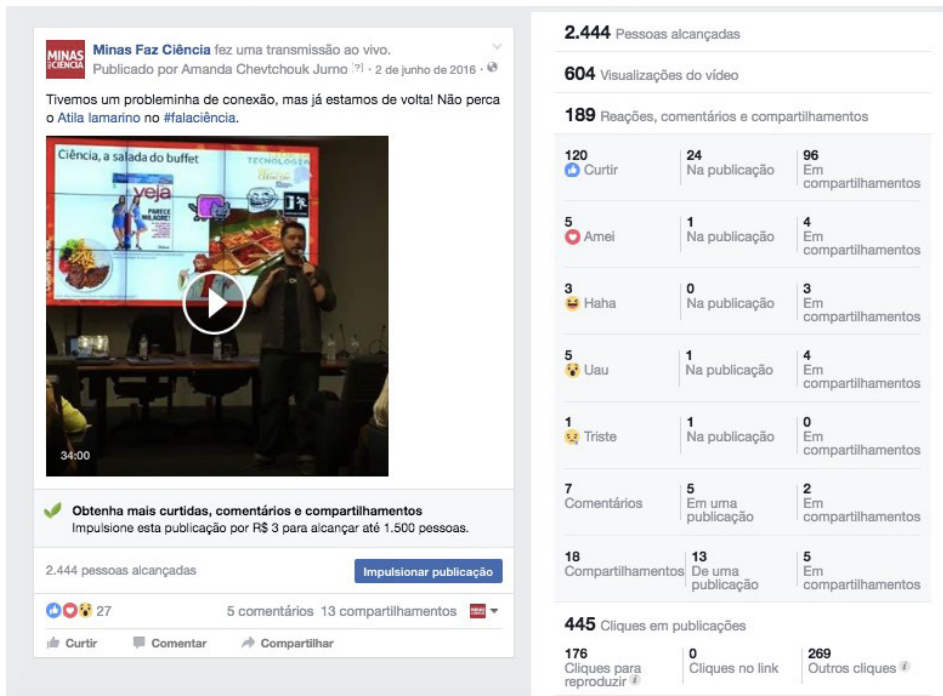 MINAS
FAZ CIÊNCIA
Minas Faz Ciência fez uma transmissão ao vivo.
Publicado por Amanda Chevtchouk Jurno [?] · 2 de junho de 2016 ·
Tivemos um probleminha de conexão, mas já estamos de volta! Não perca
o Atila Iamarino no #falaciência.
Ciência, a salada do buffet
TECNOLOGIA
veja
PARECE
MILAGRE!
34:00
Obtenha mais curtidas, comentários e compartilhamentos
Impulsione esta publicação por R$ 3 para alcançar até 1.500 pessoas.
2.444 pessoas alcançadas
Impulsionar publicação
27
5 comentários 13 compartilhamentos
Curtir
Comentar
Compartilhar
2.444 Pessoas alcançadas
604 Visualizações do vídeo
189 Reações, comentários e compartilhamentos
120
Curtir
24
Na publicação
96
Em
compartilhamentos
5
Amei
1
Na publicação
4
Em
compartilhamentos
3
Haha
0
Na publicação
3
Em
compartilhamentos
5
Uau
1
Na publicação
4
Em
compartilhamentos
1
Triste
1
Na publicação
0
Em
compartilhamentos
7
Comentários
5
Em uma
publicação
2
Em
compartilhamentos
18
Compartilhamentos
13
De uma
publicação
5
Em
compartilhamentos
445 Cliques em publicações
176
Cliques para
reproduzir
0
Cliques no link
269
Outros cliques